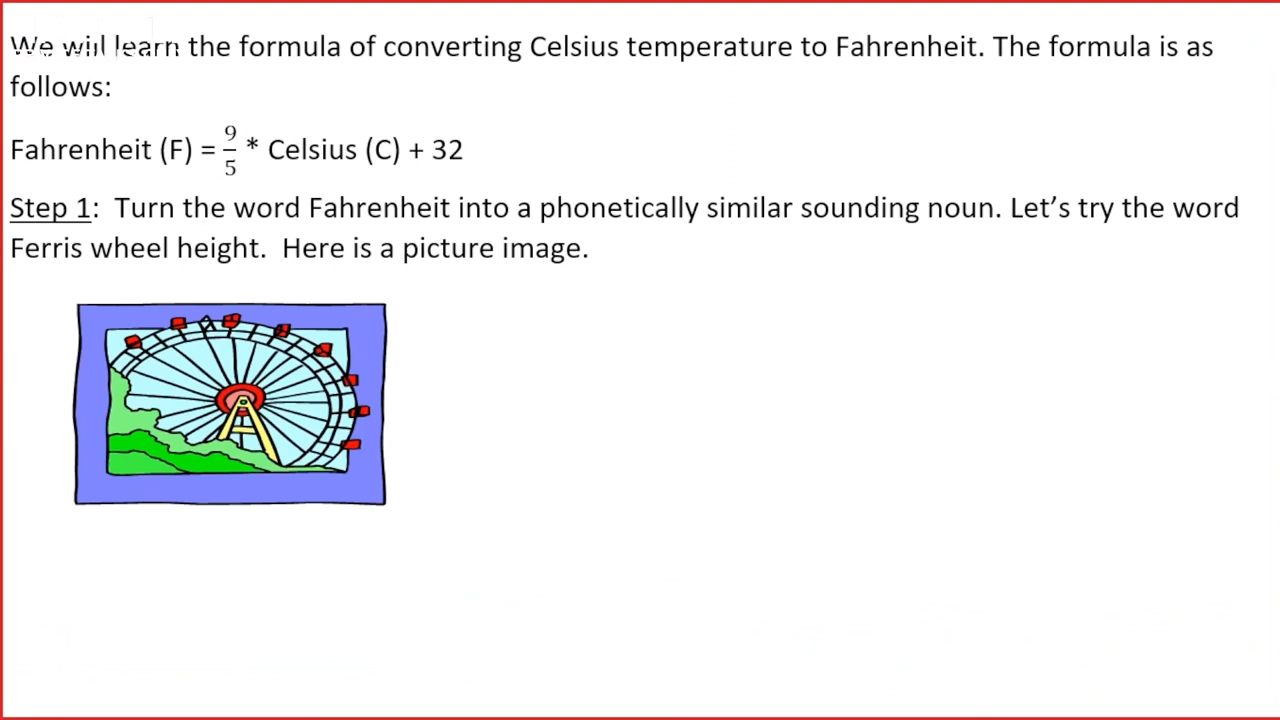 We will learn the formula of converting Celsius temperature to Fahrenheit. The formula is as
follows:
Fahrenheit (F) = 9/5 * Celsius (C) + 32
Step 1:  Turn the word Fahrenheit into a phonetically similar sounding noun. Let’s try the word
Ferris wheel height.  Here is a picture image.